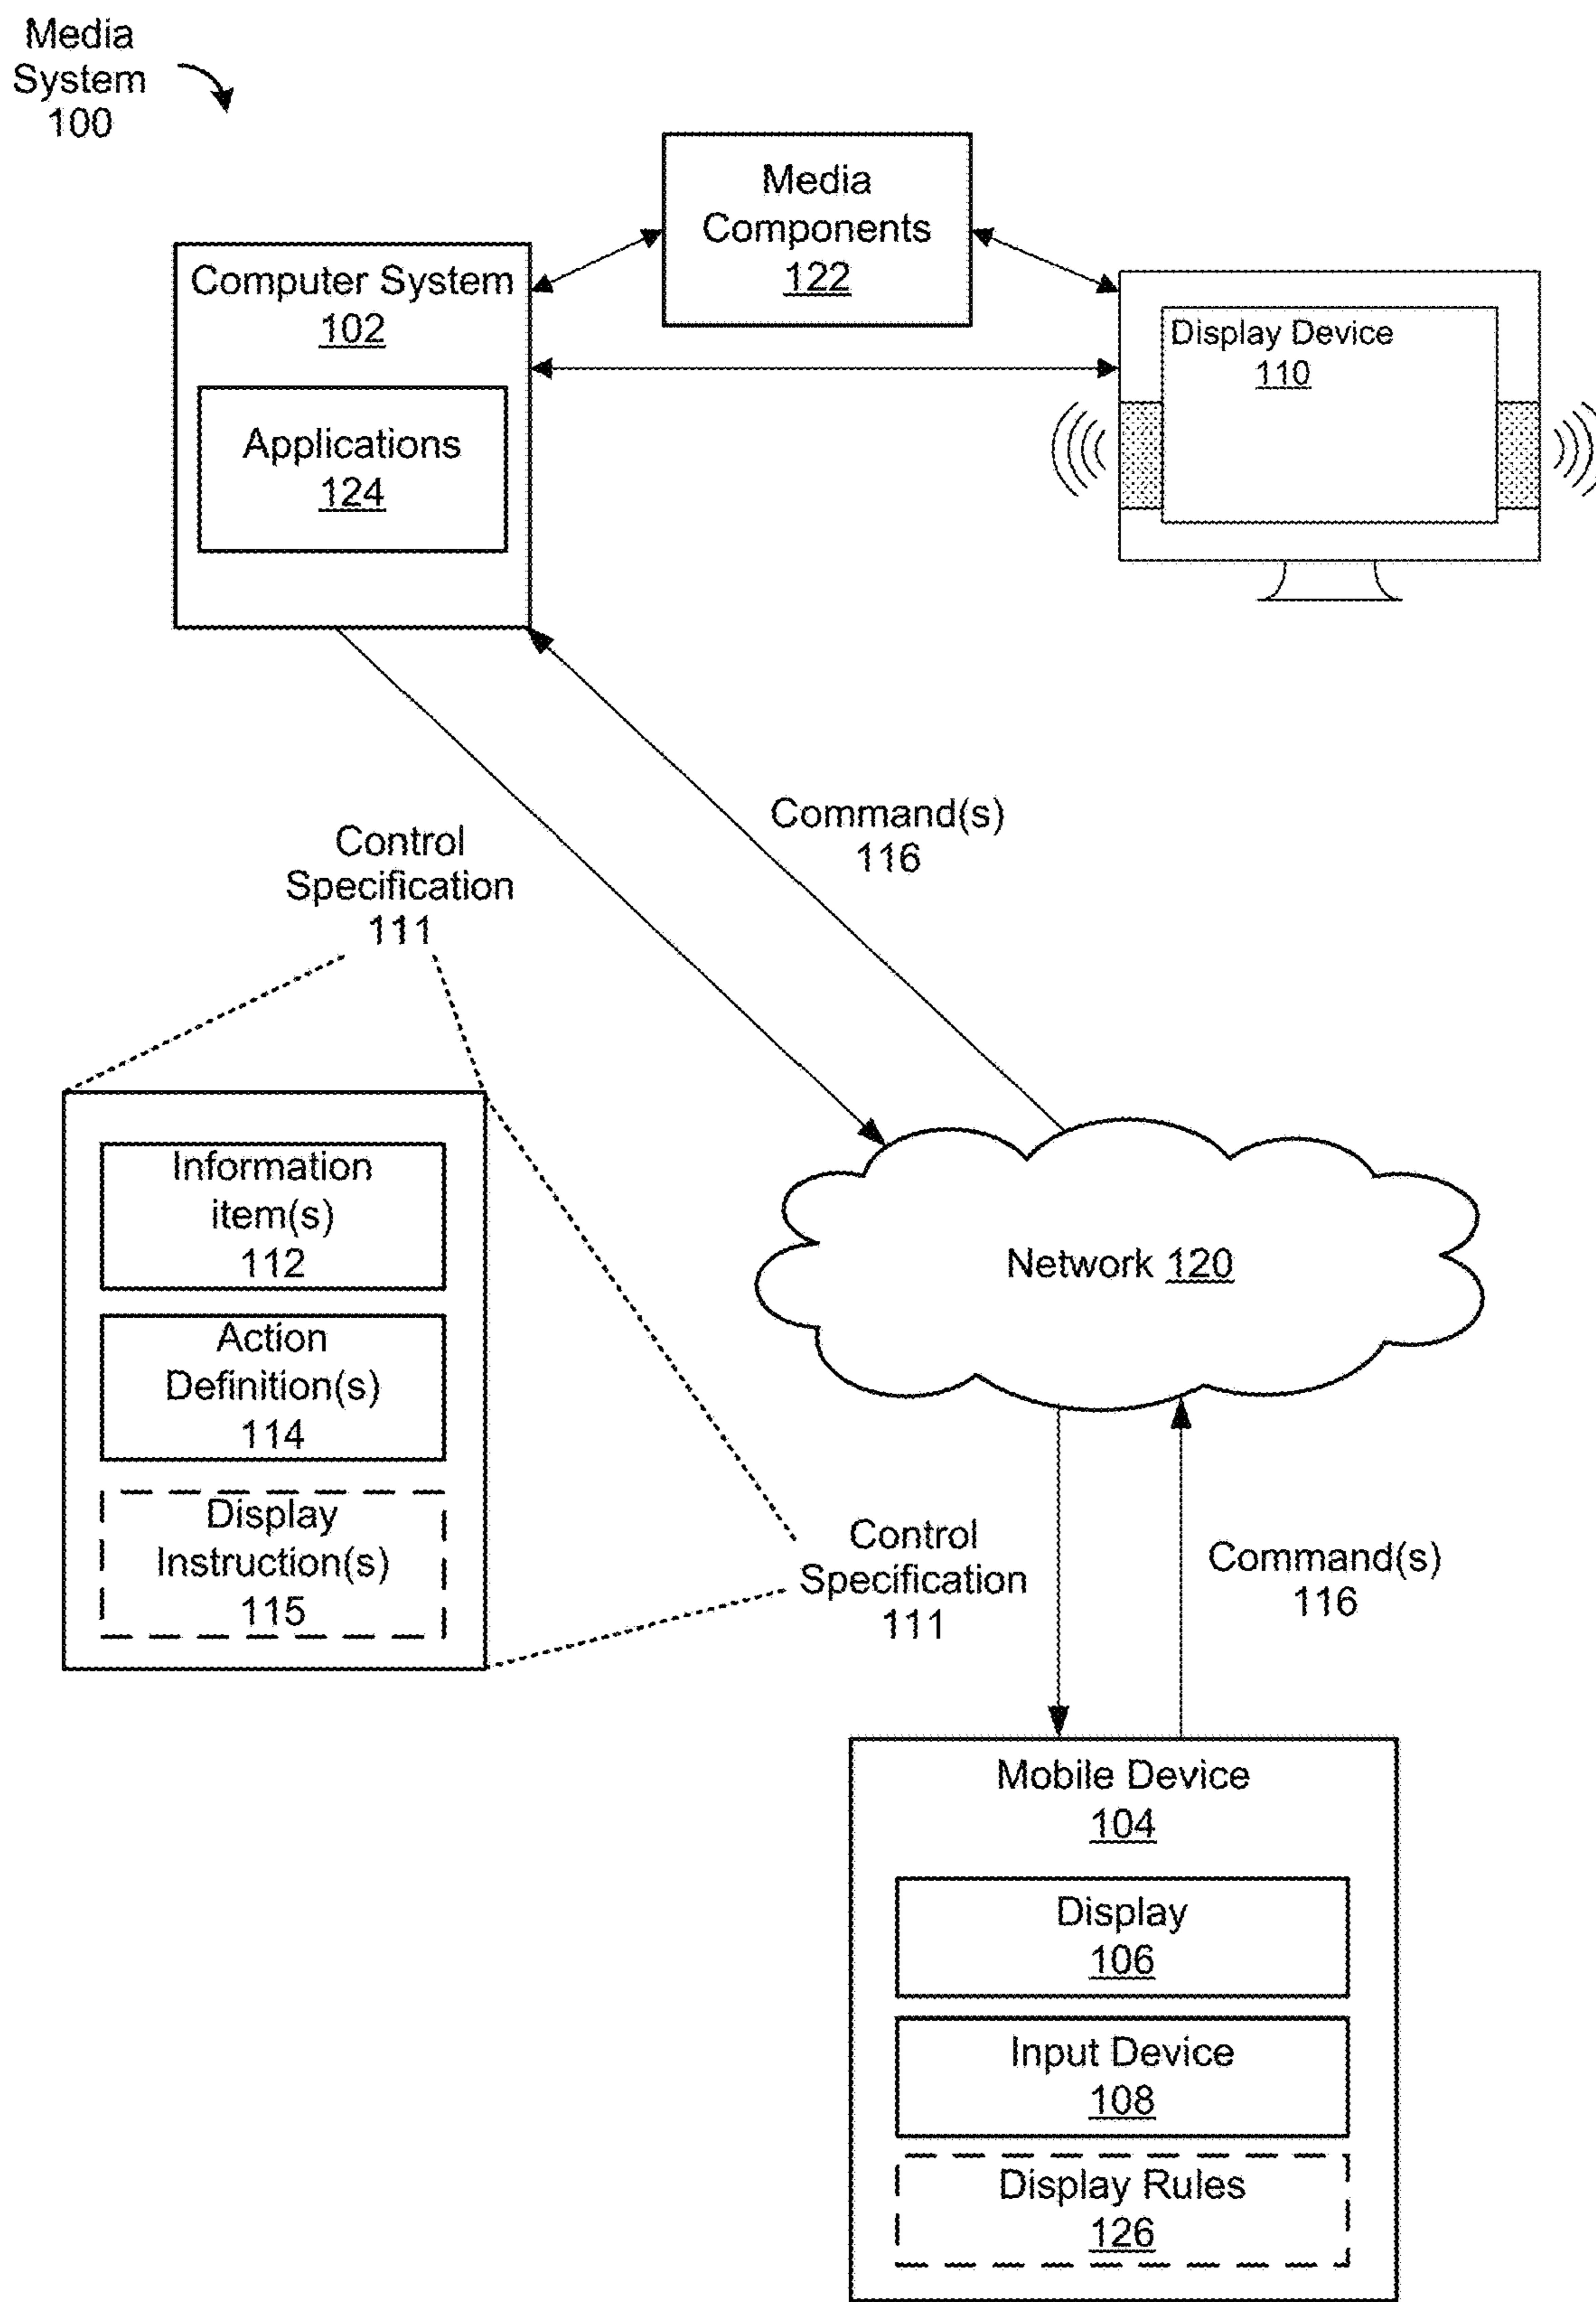 Media
System
100
Media
Components
122
Computer System
102
Applications
124
Display Device
110
Command(s)
116
Control
Specification
111
Information
item(s)
112
Action
Definition(s)
114
Display
Instruction(s)
115
Network 120
Control
Specification
111
Command(s)
116
Mobile Device
104
Display
106
Input Device
108
Display Rules
126